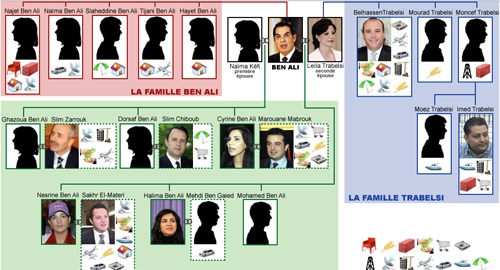 Najet Ben Ali Naïma Ben Ali Slaheddine Ben Ali Tijani Ben Ali Hayet Ben Ali
BelhassenTrabelsi Mourad Trabelsi Moncef Trabelsi
Naïma Kéfi
première
épouse
BEN ALI
Leïla Trabelsi
seconde
épouse
LA FAMILLE BEN ALI
Ghazoua Ben Ali Slim Zarrouk Dorsaf Ben Ali Slim Chiboub Cyrine Ben Ali Marouane Mabrouk
Moez Trabelsi Imed Trabelsi
Nesrine Ben Ali Sakhr El-Materi Halima Ben Ali Mehdi Ben Gaied Mohamed Ben Ali
LA FAMILLE TRABELSI